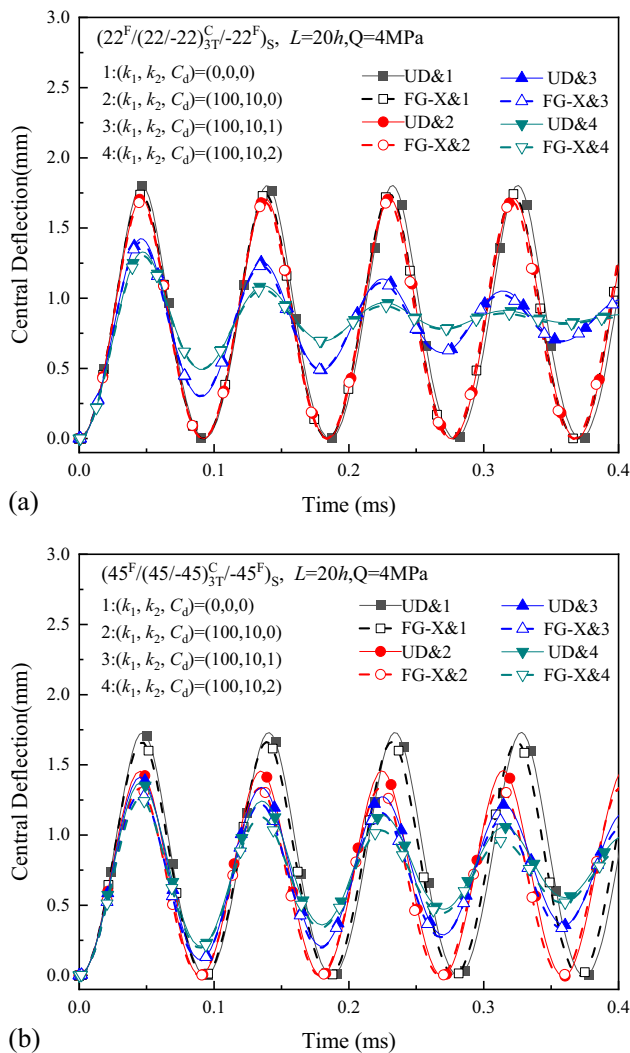 (22^F/(22/-22)^C_3T/-22^F)_S, L=20h,Q=4MPa
1:(k₁, k₂, C_d)=(0,0,0)
2:(k₁, k₂, C_d)=(100,10,0)
3:(k₁, k₂, C_d)=(100,10,1)
4:(k₁, k₂, C_d)=(100,10,2)
UD&1 UD&3
FG-X&1 FG-X&3
UD&2 UD&4
FG-X&2 FG-X&4
Central Deflection(mm)
3.0
2.5
2.0
1.5
1.0
0.5
0.0
0.0 0.1 0.2 0.3 0.4
Time (ms)
(a)
(45^F/(45/-45)^C_3T/-45^F)_S, L=20h,Q=4MPa
1:(k₁, k₂, C_d)=(0,0,0)
2:(k₁, k₂, C_d)=(100,10,0)
3:(k₁, k₂, C_d)=(100,10,1)
4:(k₁, k₂, C_d)=(100,10,2)
UD&1 UD&3
FG-X&1 FG-X&3
UD&2 UD&4
FG-X&2 FG-X&4
Central Deflection(mm)
3.0
2.5
2.0
1.5
1.0
0.5
0.0
0.0 0.1 0.2 0.3 0.4
Time (ms)
(b)